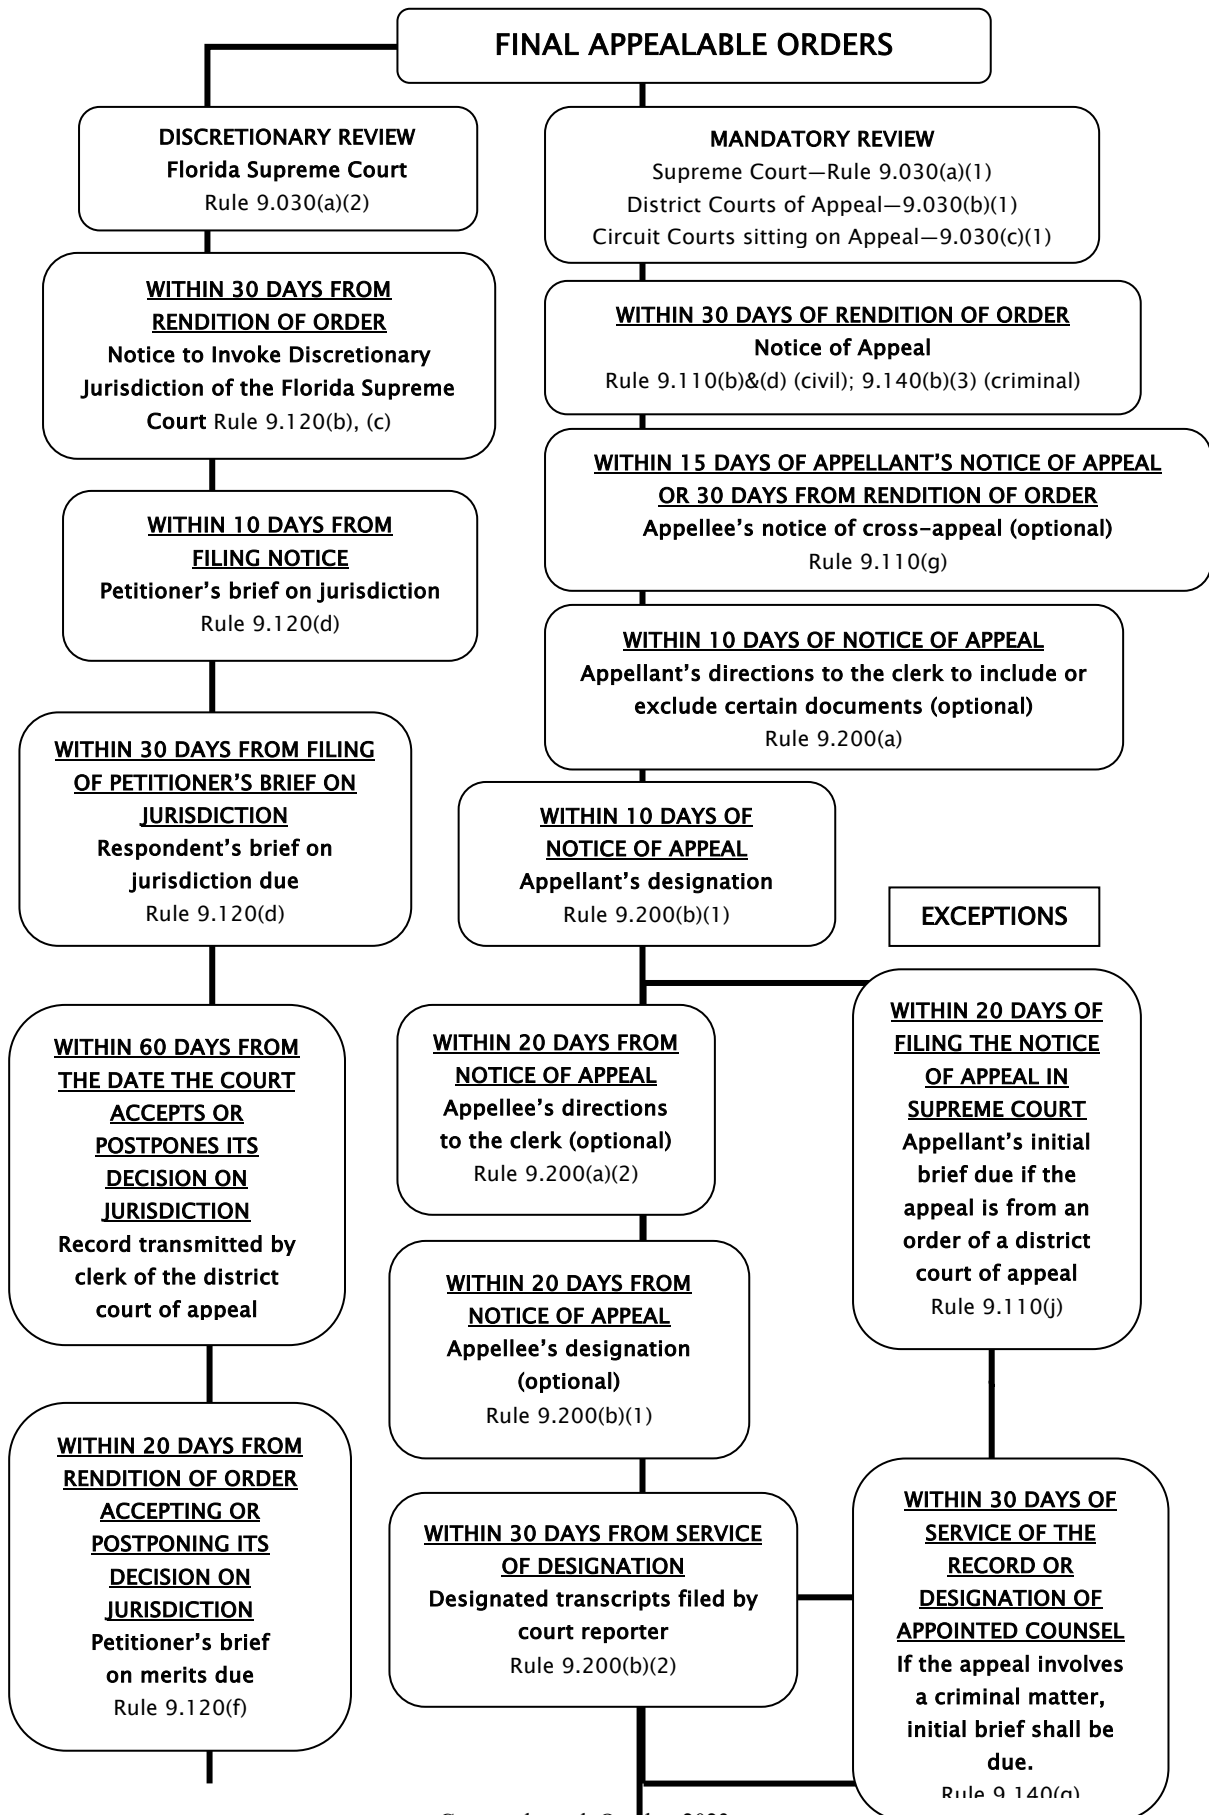 FINAL APPEALABLE ORDERS
DISCRETIONARY REVIEW
Florida Supreme Court
Rule 9.030(a)(2)
WITHIN 30 DAYS FROM
RENDITION OF ORDER
Notice to Invoke Discretionary
Jurisdiction of the Florida Supreme
Court Rule 9.120(b), (c)
WITHIN 10 DAYS FROM
FILING NOTICE
Petitioner’s brief on jurisdiction
Rule 9.120(d)
WITHIN 30 DAYS FROM FILING
OF PETITIONER’S BRIEF ON
JURISDICTION
Respondent’s brief on
jurisdiction due
Rule 9.120(d)
WITHIN 60 DAYS FROM
THE DATE THE COURT
ACCEPTS OR
POSTPONES ITS
DECISION ON
JURISDICTION
Record transmitted by
clerk of the district
court of appeal
WITHIN 20 DAYS FROM
RENDITION OF ORDER
ACCEPTING OR
POSTPONING ITS
DECISION ON
JURISDICTION
Petitioner’s brief
on merits due
Rule 9.120(f)
MANDATORY REVIEW
Supreme Court—Rule 9.030(a)(1)
District Courts of Appeal—9.030(b)(1)
Circuit Courts sitting on Appeal—9.030(c)(1)
WITHIN 30 DAYS OF RENDITION OF ORDER
Notice of Appeal
Rule 9.110(b)&(d) (civil); 9.140(b)(3) (criminal)
WITHIN 15 DAYS OF APPELLANT’S NOTICE OF APPEAL
OR 30 DAYS FROM RENDITION OF ORDER
Appellee’s notice of cross-appeal (optional)
Rule 9.110(g)
WITHIN 10 DAYS OF NOTICE OF APPEAL
Appellant’s directions to the clerk to include or
exclude certain documents (optional)
Rule 9.200(a)
WITHIN 10 DAYS OF
NOTICE OF APPEAL
Appellant’s designation
Rule 9.200(b)(1)
WITHIN 20 DAYS FROM
NOTICE OF APPEAL
Appellee’s directions
to the clerk (optional)
Rule 9.200(a)(2)
WITHIN 20 DAYS FROM
NOTICE OF APPEAL
Appellee’s designation
(optional)
Rule 9.200(b)(1)
WITHIN 30 DAYS FROM SERVICE
OF DESIGNATION
Designated transcripts filed by
court reporter
Rule 9.200(b)(2)
EXCEPTIONS
WITHIN 20 DAYS OF
FILING THE NOTICE
OF APPEAL IN
SUPREME COURT
Appellant’s initial
brief due if the
appeal is from an
order of a district
court of appeal
Rule 9.110(j)
WITHIN 30 DAYS OF
SERVICE OF THE
RECORD OR
DESIGNATION OF
APPOINTED COUNSEL
If the appeal involves
a criminal matter,
initial brief shall be
due.
Rule 9.140(g)